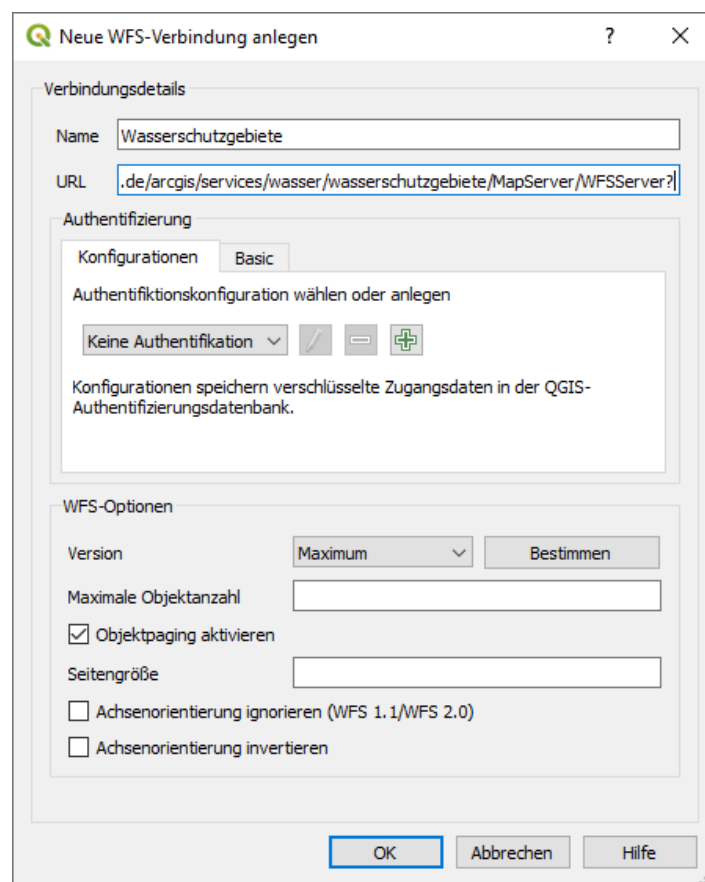 Neue WFS-Verbindung anlegen ?
Verbindungsdetails
Name Wasserschutzgebiete
URL .de/arcgis/services/wasser/wasserschutzgebiete/MapServer/WFSServer?
Authentifizierung
Konfigurationen Basic
Authentifiktionskonfiguration wählen oder anlegen
Keine Authentifikation
Konfigurationen speichern verschlüsselte Zugangsdaten in der QGIS-
Authentifizierungsdatenbank.
WFS-Optionen
Version Maximum Bestimmen
Maximale Objektanzahl
Objektpaging aktivieren
Seitengröße
Achsenorientierung ignorieren (WFS 1.1/WFS 2.0)
Achsenorientierung invertieren
OK Abbrechen Hilfe